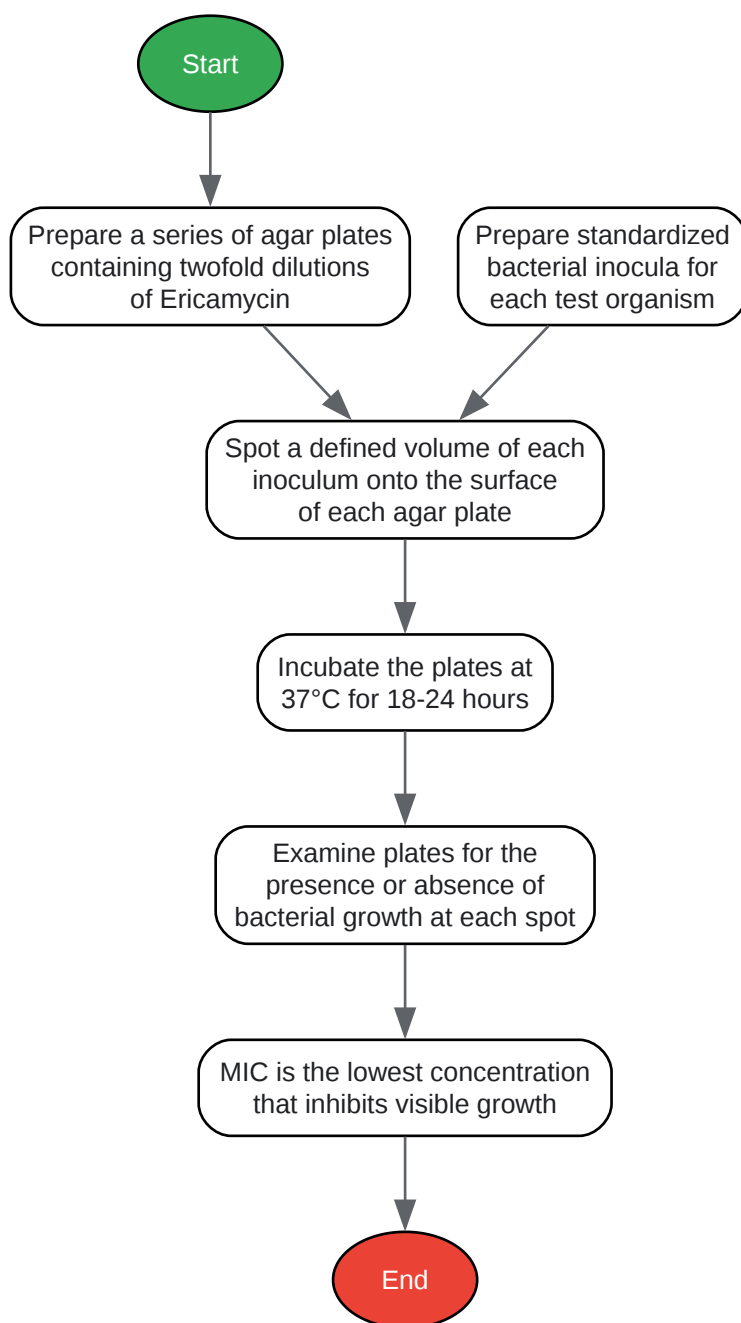 Start
Prepare a series of agar plates
containing twofold dilutions
of Ericamycin
Prepare standardized
bacterial inocula for
each test organism
Spot a defined volume of each
inoculum onto the surface
of each agar plate
Incubate the plates at
37°C for 18-24 hours
Examine plates for the
presence or absence of
bacterial growth at each spot
MIC is the lowest concentration
that inhibits visible growth
End